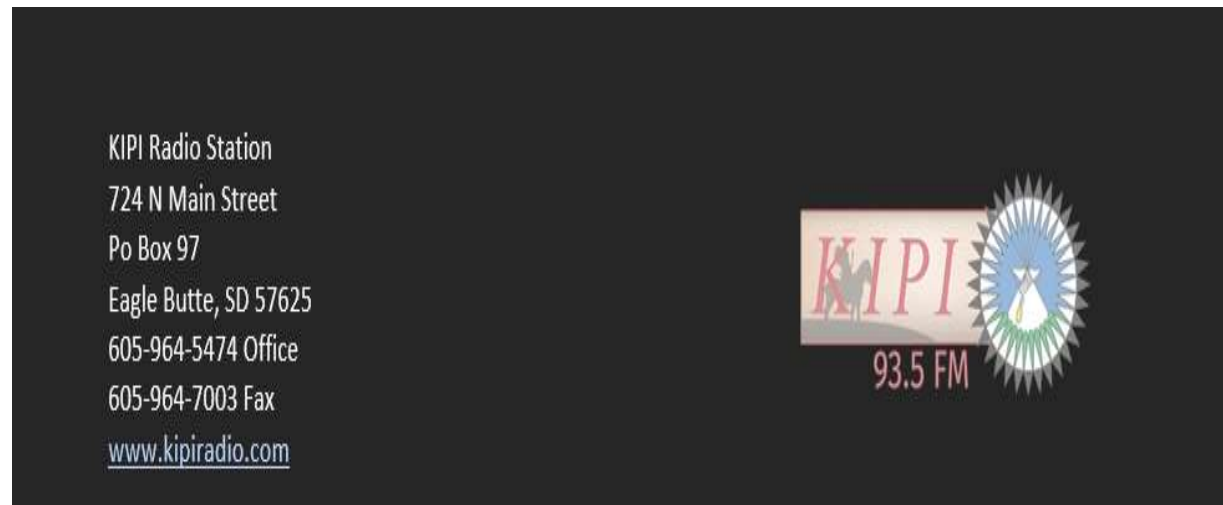 KIPI Radio Station
724 N Main Street
Po Box 97
Eagle Butte, SD 57625
605-964-5474 Office
605-964-7003 Fax
www.kipiradio.com
KIPI
93.5 FM